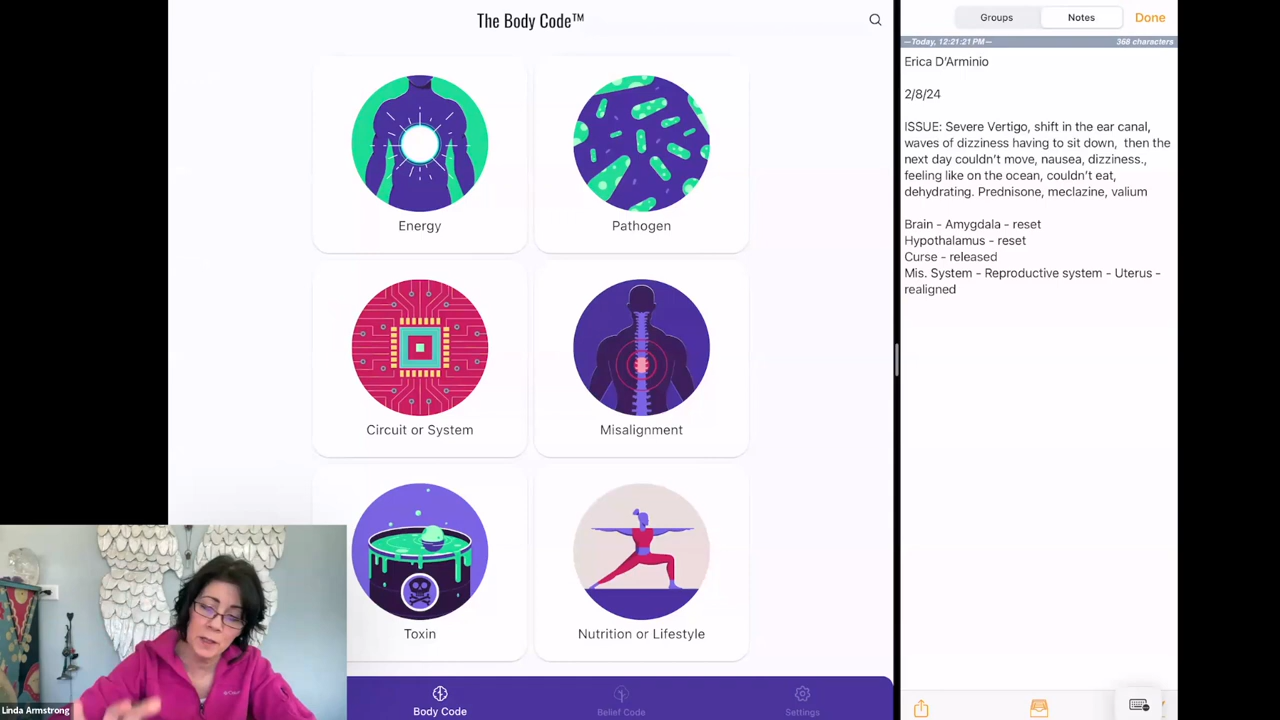 The Body Code™
Energy
Pathogen
Circuit or System
Misalignment
Toxin
Nutrition or Lifestyle
Body Code
Belief Code
Settings
Linda Armstrong
Groups
Notes
Done
—Today, 12:21:21 PM—
368 characters
Erica D'Arminio
2/8/24
ISSUE: Severe Vertigo, shift in the ear canal,
waves of dizziness having to sit down, then the
next day couldn't move, nausea, dizziness.,
feeling like on the ocean, couldn't eat,
dehydrating. Prednisone, meclazine, valium
Brain - Amygdala - reset
Hypothalamus - reset
Curse - released
Mis. System - Reproductive system - Uterus -
realigned